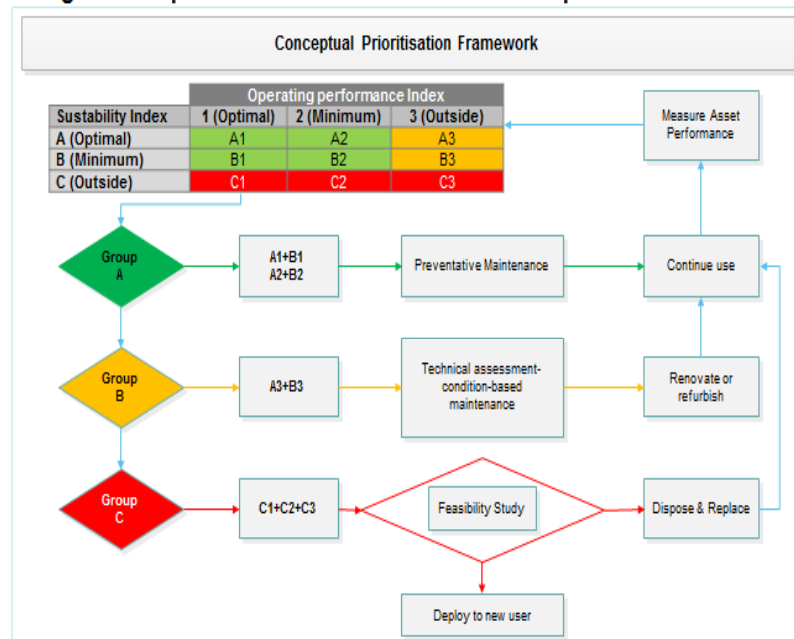 Conceptual Prioritisation Framework
Operating performance Index
Sustability Index 1 (Optimal) 2 (Minimum) 3 (Outside)
A (Optimal) A1 A2 A3
B (Minimum) B1 B2 B3
C (Outside) C1 C2 C3
Measure Asset
Performance
Group
A
A1+B1
A2+B2
Preventative Maintenance
Continue use
Group
B
A3+B3
Technical assessment-
condition-based
maintenance
Renovate or
refurbish
Group
C
C1+C2+C3
Feasibility Study
Dispose & Replace
Deploy to new user